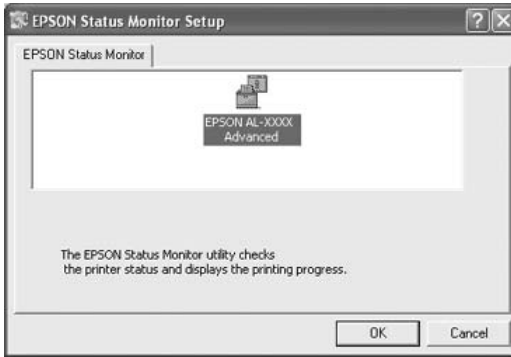 EPSON Status Monitor Setup
EPSON Status Monitor
EPSON AL-XXXX
Advanced
The EPSON Status Monitor utility checks
the printer status and displays the printing progress.
OK Cancel